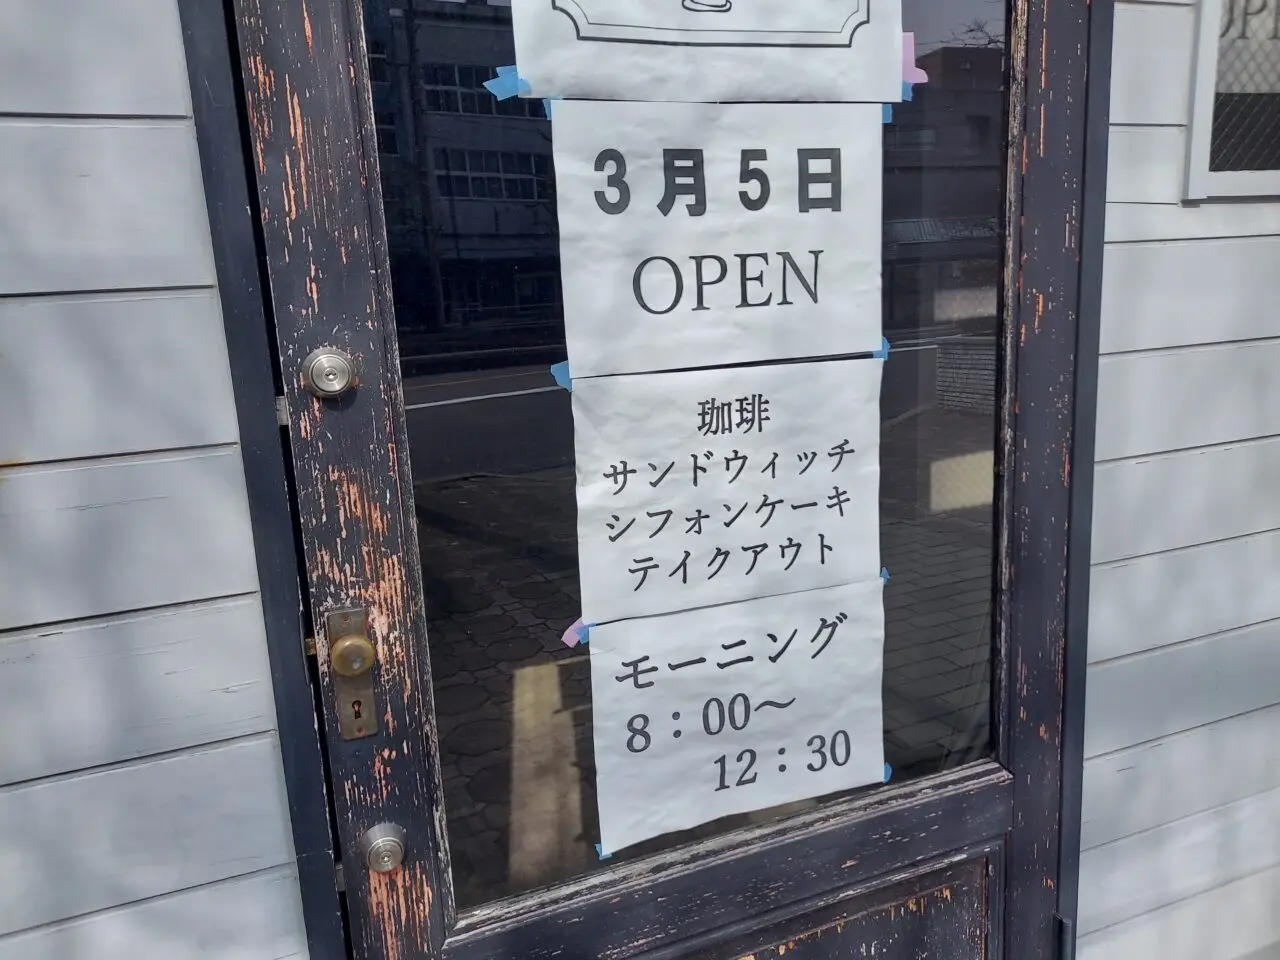 3月5日
OPEN
珈琲
サンドウィッチ
シフォンケーキ
テイクアウト
モーニング
8：00～
12：30